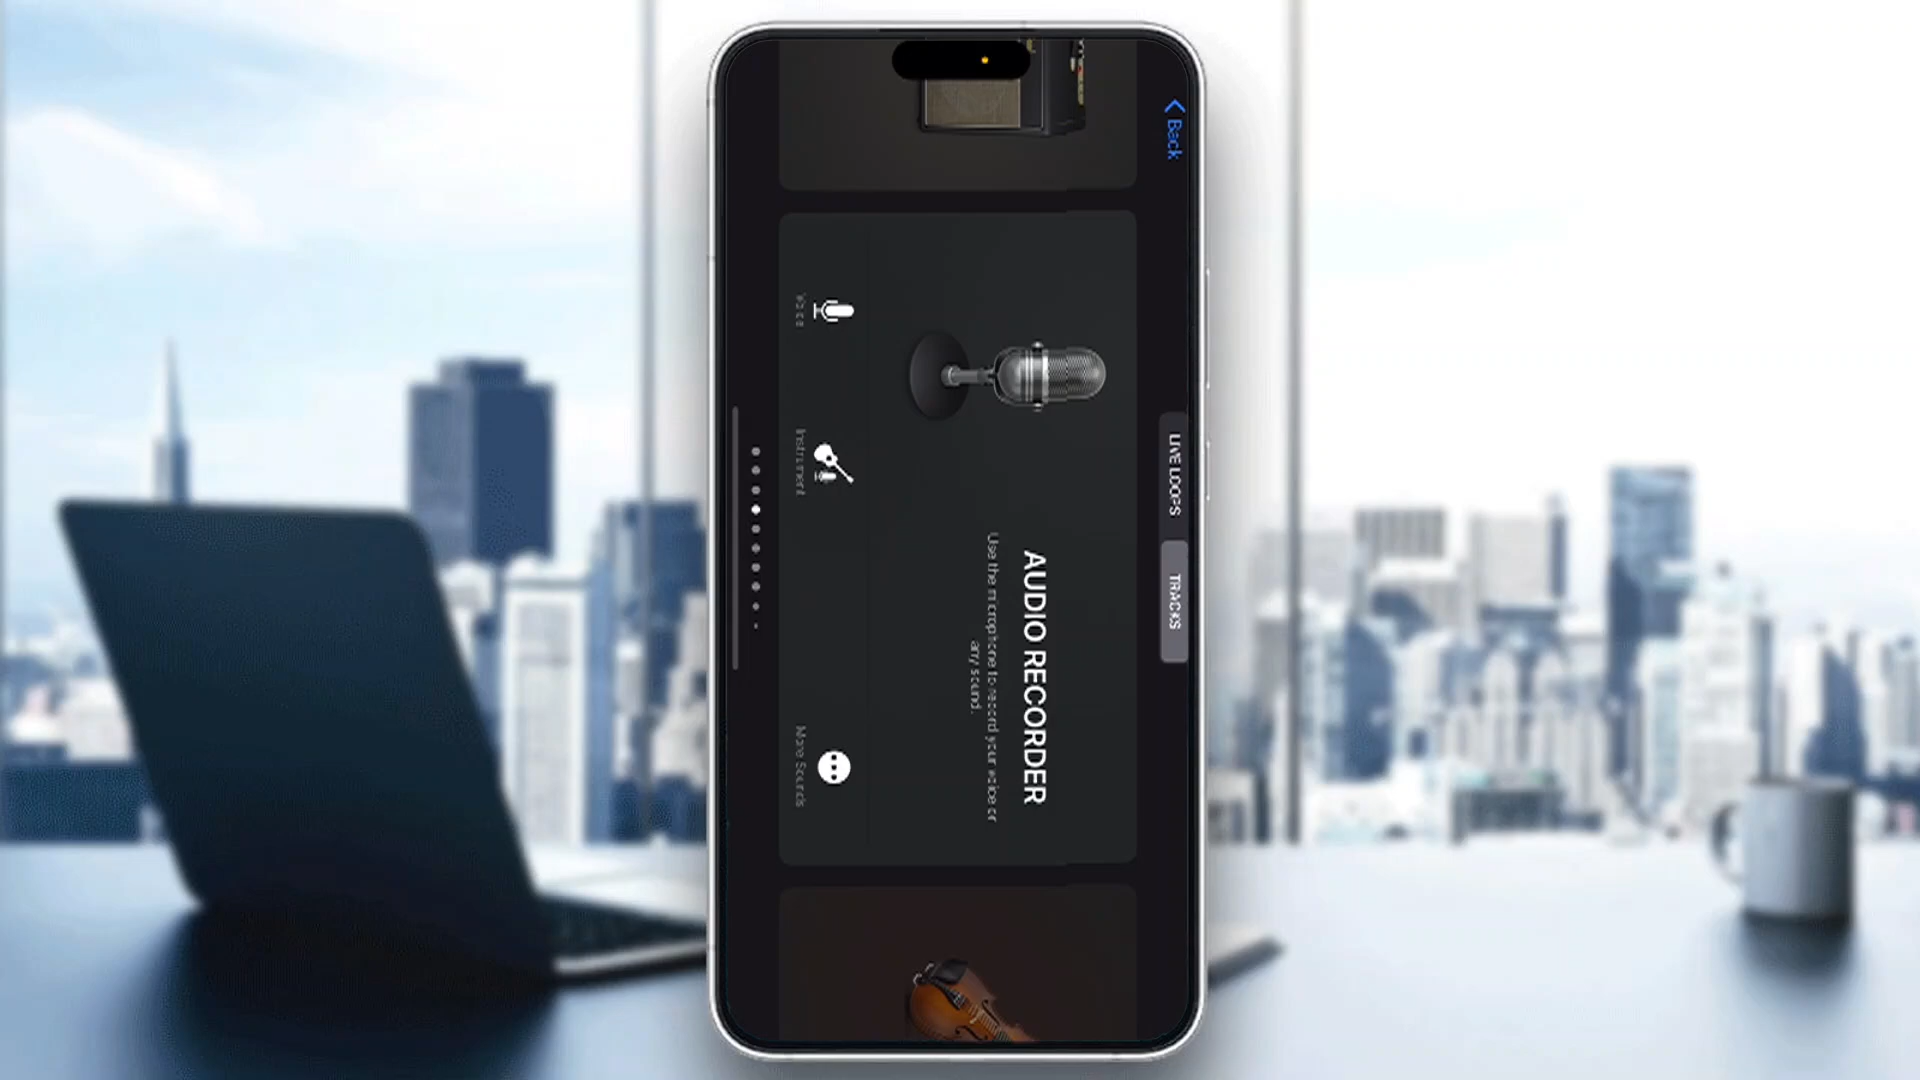 Back
LIVE LOOPS
TRACKS
AUDIO RECORDER
Use the microphone to record your voice or
any sound.
Voice
Instrument
More Sounds